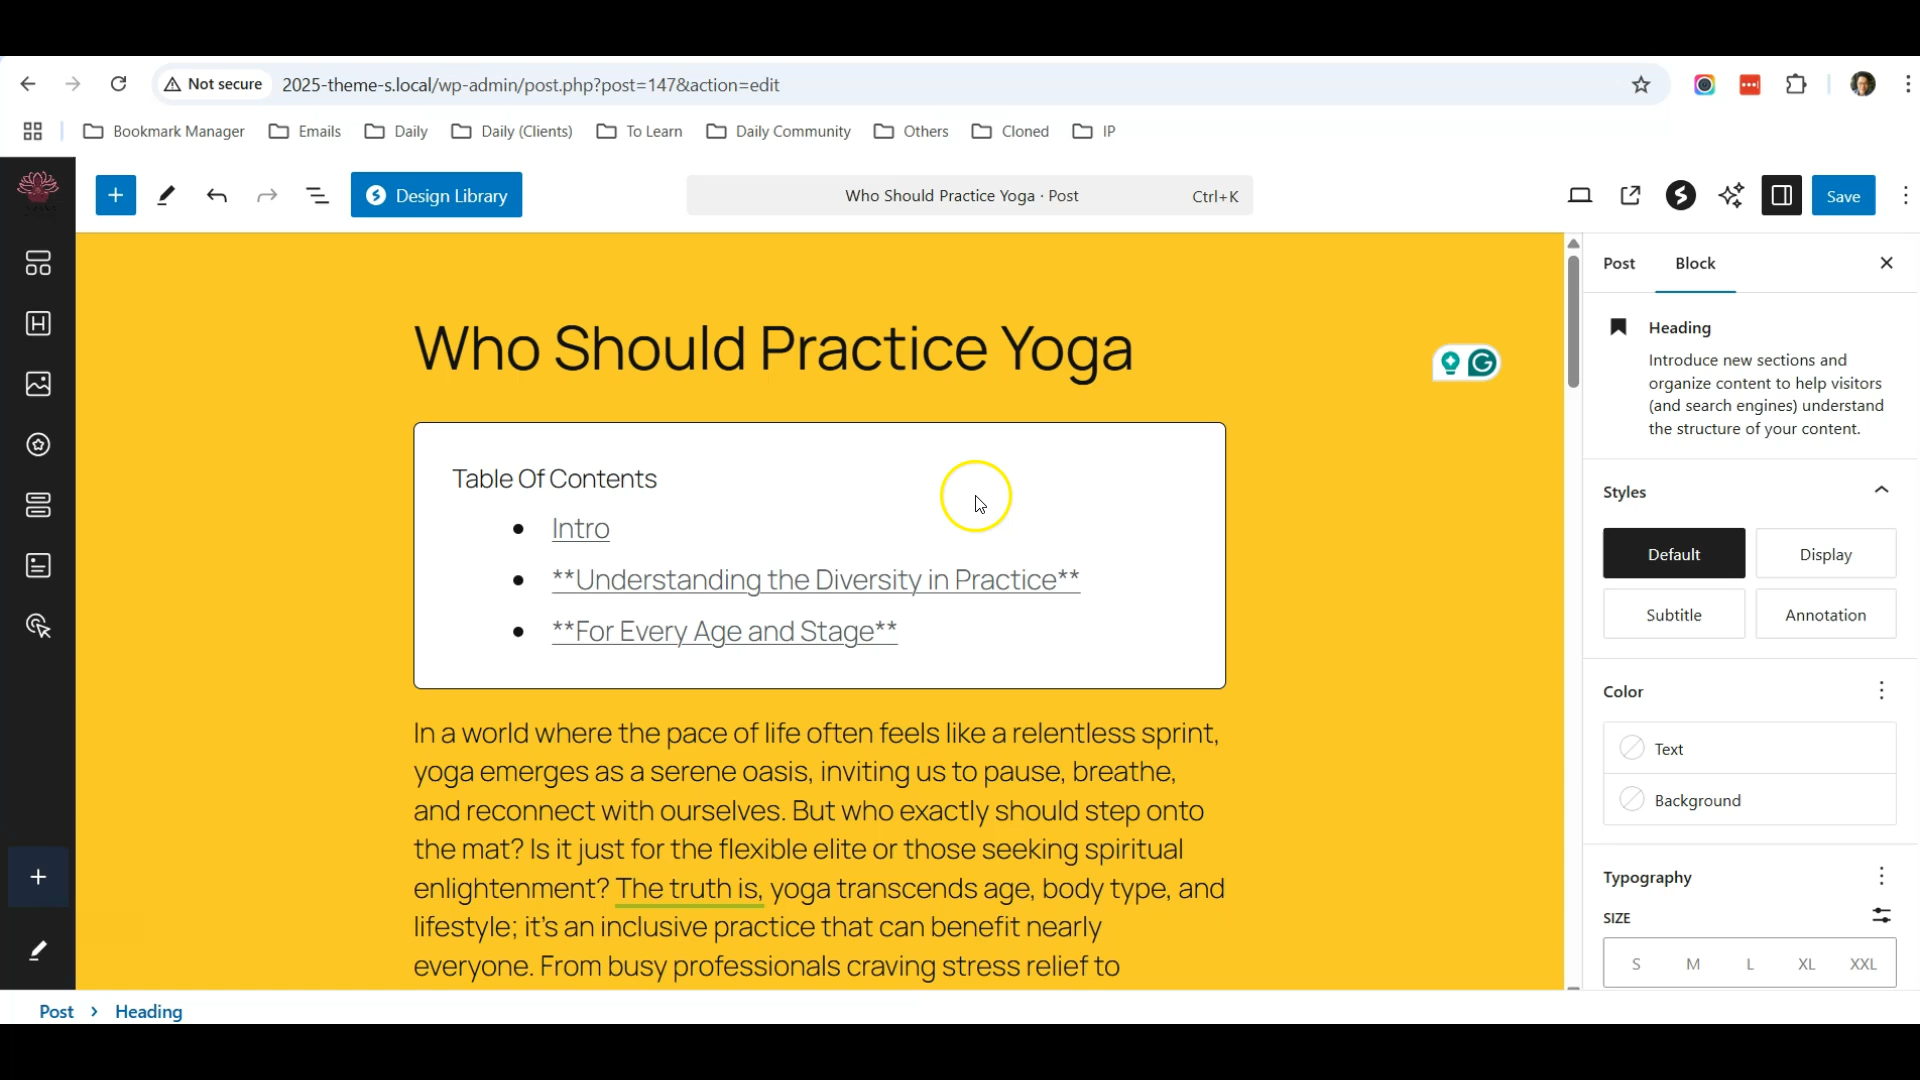 Not secure 2025-theme-s.local/wp-admin/post.php?post=147&action=edit
Bookmark Manager Emails Daily Daily (Clients) To Learn Daily Community Others Cloned IP
Design Library Who Should Practice Yoga · Post Ctrl+K Save
Who Should Practice Yoga
Table Of Contents
Intro
**Understanding the Diversity in Practice**
**For Every Age and Stage**
In a world where the pace of life often feels like a relentless sprint,
yoga emerges as a serene oasis, inviting us to pause, breathe,
and reconnect with ourselves. But who exactly should step onto
the mat? Is it just for the flexible elite or those seeking spiritual
enlightenment? The truth is, yoga transcends age, body type, and
lifestyle; it's an inclusive practice that can benefit nearly
everyone. From busy professionals craving stress relief to
Post Block
Heading
Introduce new sections and
organize content to help visitors
(and search engines) understand
the structure of your content.
Styles
Default Display
Subtitle Annotation
Color
Text
Background
Typography
SIZE
S M L XL XXL
Post › Heading